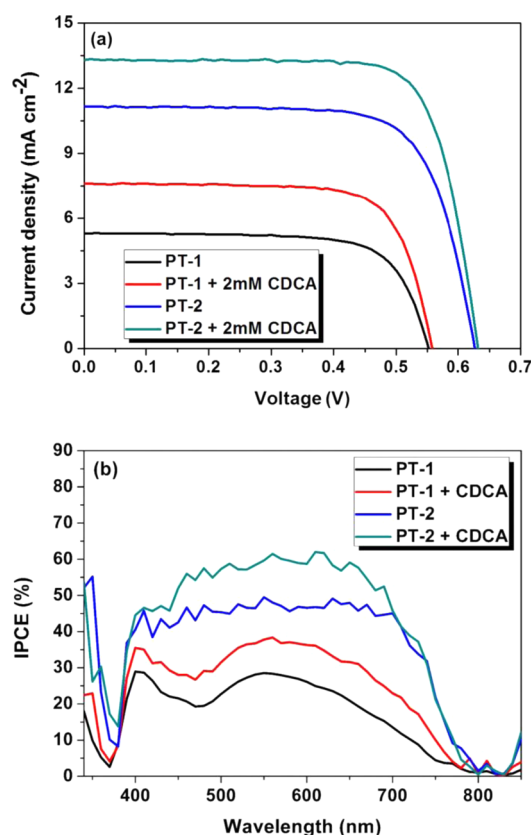 (a)
15
12
9
6
3
0
Current density (mA cm-2)
PT-1
PT-1 + 2mM CDCA
PT-2
PT-2 + 2mM CDCA
0.0 0.1 0.2 0.3 0.4 0.5 0.6 0.7
Voltage (V)
(b)
90
80
70
60
50
40
30
20
10
0
IPCE (%)
PT-1
PT-1 + CDCA
PT-2
PT-2 + CDCA
400 500 600 700 800
Wavelength (nm)